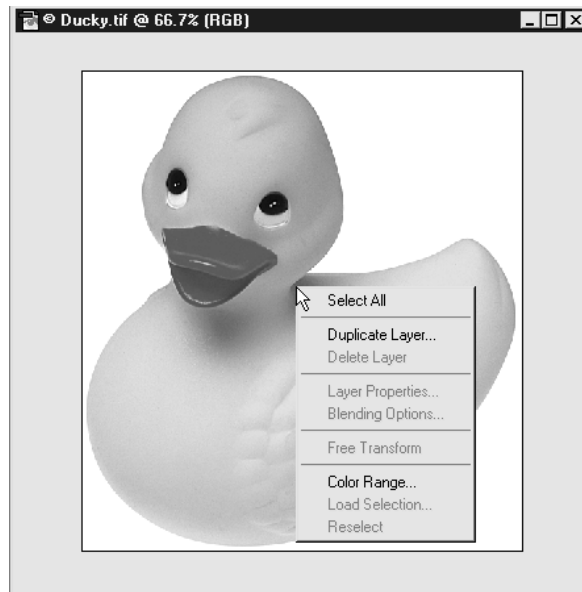 © Ducky.tif @ 66.7% (RGB)
Select All
Duplicate Layer...
Delete Layer
Layer Properties...
Blending Options...
Free Transform
Color Range...
Load Selection...
Reselect